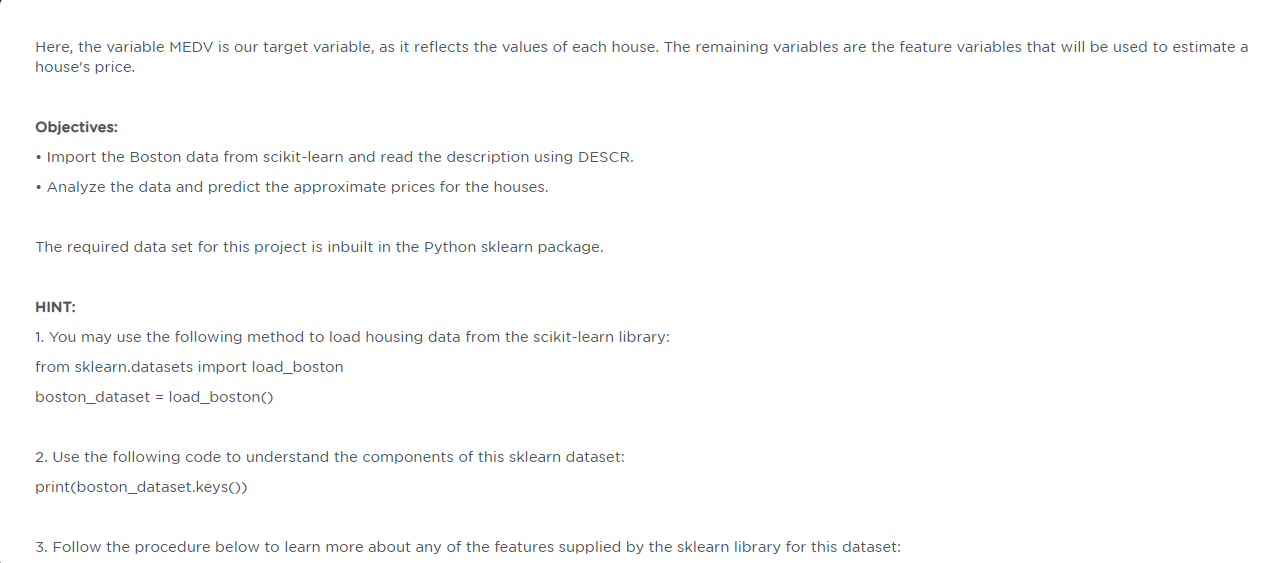 Here, the variable MEDV is our target variable, as it reflects the values of each house. The remaining variables are the feature variables that will be used to estimate a
house's price.
Objectives:
• Import the Boston data from scikit-learn and read the description using DESCR.
• Analyze the data and predict the approximate prices for the houses.
The required data set for this project is inbuilt in the Python sklearn package.
HINT:
1. You may use the following method to load housing data from the scikit-learn library:
from sklearn.datasets import load_boston
boston_dataset = load_boston()
2. Use the following code to understand the components of this sklearn dataset:
print(boston_dataset.keys())
3. Follow the procedure below to learn more about any of the features supplied by the sklearn library for this dataset: